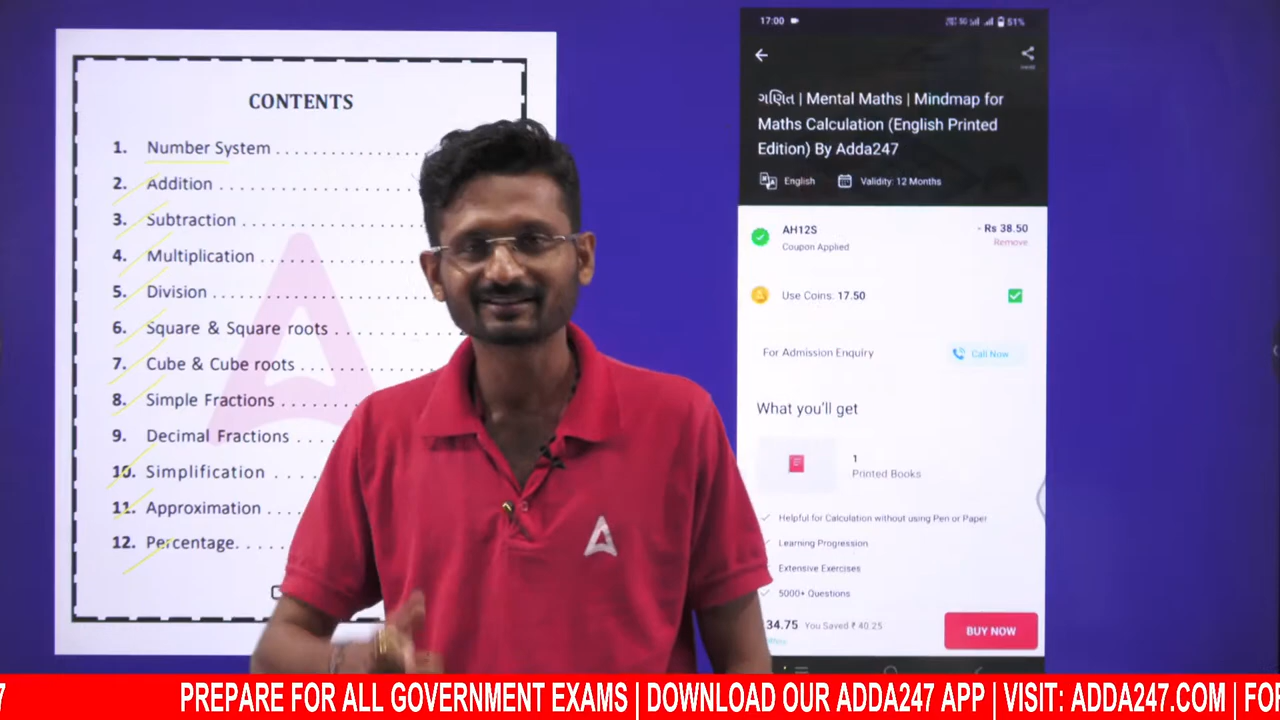 CONTENTS
1. Number System . . . . . . . . . . . . . . . .
2. Addition . . . . . . . . . . . . . . . . . . . . . .
3. Subtraction . . . . . . . . . . . . . . . . . . . .
4. Multiplication . . . . . . . . . . . . . . . . .
5. Division . . . . . . . . . . . . . . . . . . . . . . .
6. Square & Square roots . . . . . . . . . . .
7. Cube & Cube roots . . . . . . . . . . . . . .
8. Simple Fractions . . . . . . . .
9. Decimal Fractions . . . .
10. Simplification . . . . .
11. Approximation . . . .
12. Percentage. . . . . .
17:00
51%
ગણિત | Mental Maths | Mindmap for
Maths Calculation (English Printed
Edition) By Adda247
English Validity: 12 Months
AH12S - Rs 38.50
Coupon Applied Remove
Use Coins: 17.50
For Admission Enquiry Call Now
What you'll get
1
Printed Books
Helpful for Calculation without using Pen or Paper
Learning Progression
Extensive Exercises
5000+ Questions
34.75 You Saved ₹ 40.25
BUY NOW
7 PREPARE FOR ALL GOVERNMENT EXAMS | DOWNLOAD OUR ADDA247 APP | VISIT: ADDA247.COM | FO